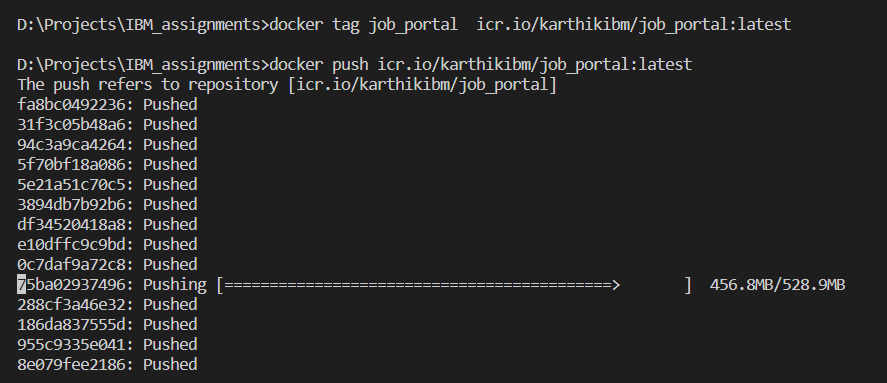 D:\Projects\IBM_assignments>docker tag job_portal  icr.io/karthikibm/job_portal:latest
D:\Projects\IBM_assignments>docker push icr.io/karthikibm/job_portal:latest
The push refers to repository [icr.io/karthikibm/job_portal]
fa8bc0492236: Pushed
31f3c05b48a6: Pushed
94c3a9ca4264: Pushed
5f70bf18a086: Pushed
5e21a51c70c5: Pushed
3894db7b92b6: Pushed
df34520418a8: Pushed
e10dffc9c9bd: Pushed
0c7daf9a72c8: Pushed
75ba02937496: Pushing [===========================================>       ]  456.8MB/528.9MB
288cf3a46e32: Pushed
186da837555d: Pushed
955c9335e041: Pushed
8e079fee2186: Pushed